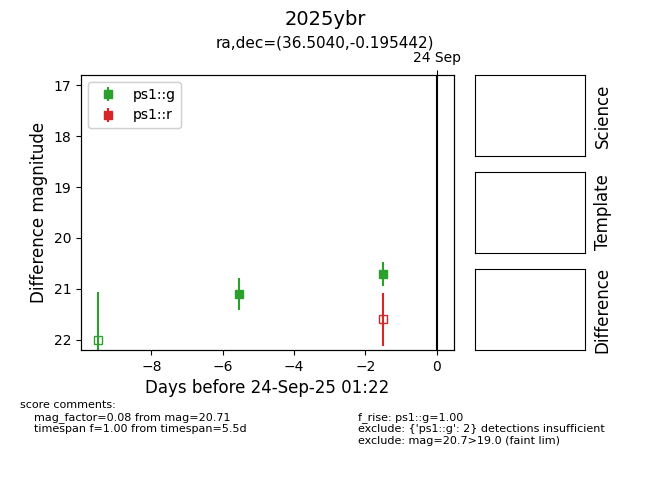 2025ybr
ra,dec=(36.5040,-0.195442)
24 Sep
ps1::g
ps1::r
17
18
19
20
21
22
Difference magnitude
−8
−6
−4
−2
0
Days before 24-Sep-25 01:22
Science
Template
Difference
score comments:
mag_factor=0.08 from mag=20.71
timespan f=1.00 from timespan=5.5d
f_rise: ps1::g=1.00
exclude: {'ps1::g': 2} detections insufficient
exclude: mag=20.7>19.0 (faint lim)